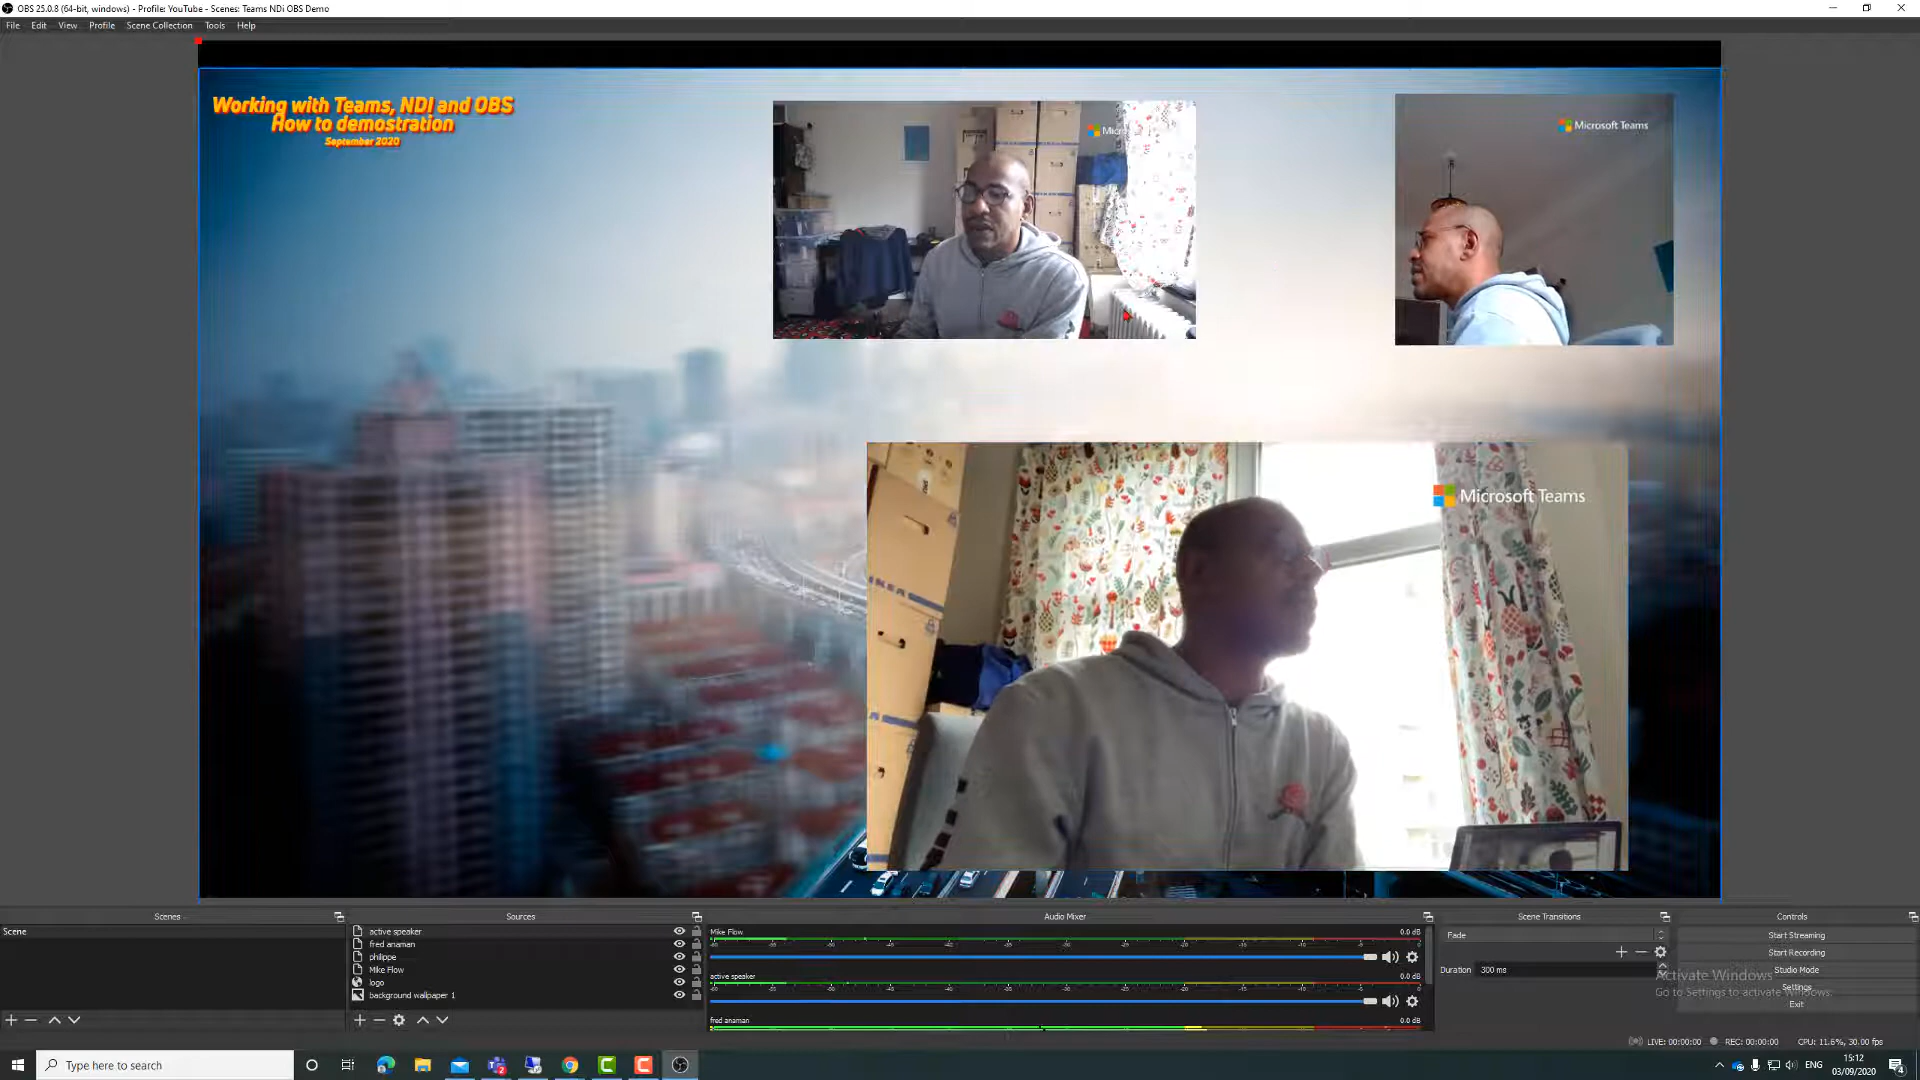 OBS 25.0.8 (64-bit, windows) - Profile: YouTube - Scenes: Teams NDi OBS Demo
File Edit View Profile Scene Collection Tools Help
Working with Teams, NDI and OBS
How to demostration
September 2020
Micr
Microsoft Teams
Microsoft Teams
Scenes
Scene
Sources
active speaker
fred anaman
philippe
Mike Flow
logo
background wallpaper 1
Audio Mixer
Mike Flow 0.0 dB
active speaker 0.0 dB
fred anaman 0.0 dB
Scene Transitions
Fade
Duration 300 ms
Controls
Start Streaming
Start Recording
Studio Mode
Settings
Exit
Activate Windows
Go to Settings to activate Windows.
LIVE: 00:00:00 REC: 00:00:00 CPU: 11.6%, 30.00 fps
Type here to search
ENG
15:12
03/09/2020